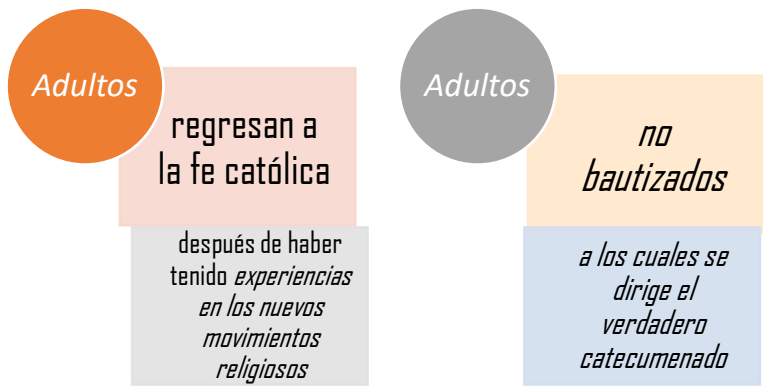 Adultos
regresan a
la fe católica
después de haber
tenido experiencias
en los nuevos
movimientos
religiosos
Adultos
no
bautizados
a los cuales se
dirige el
verdadero
catecumenado